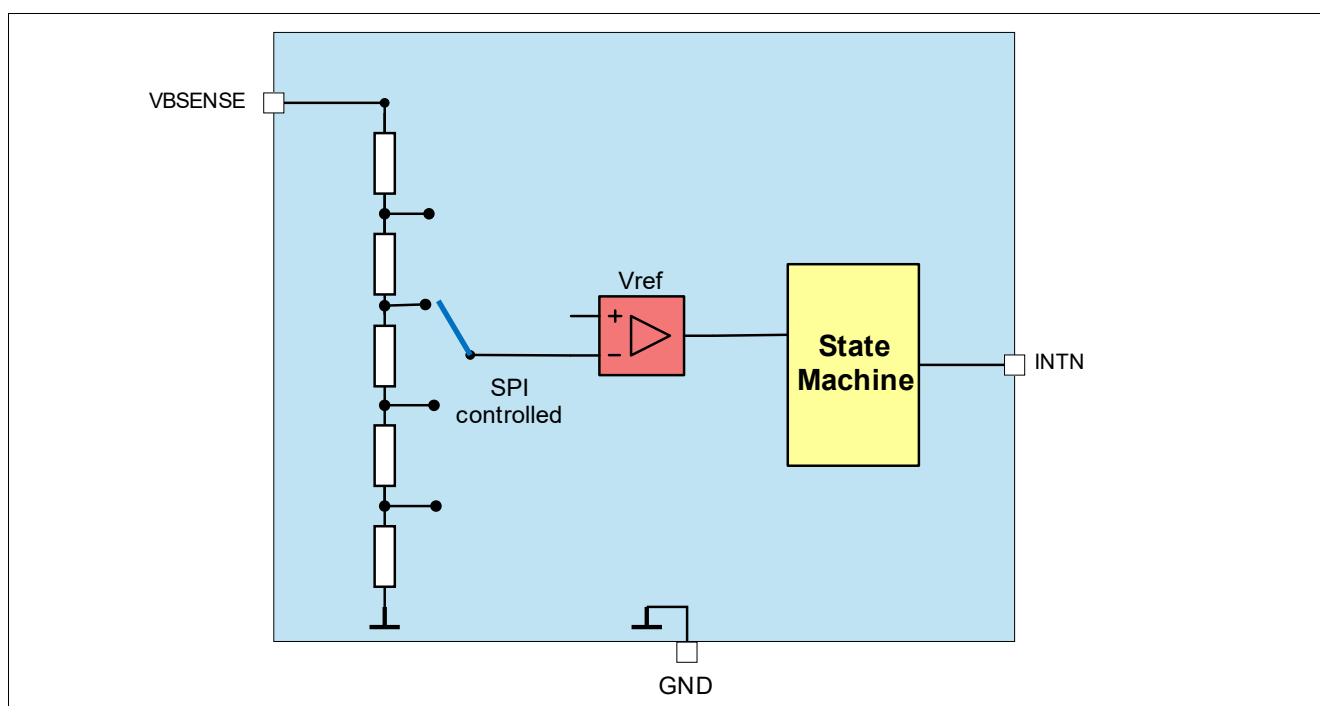 VBSENSE
Vref
+
−
SPI
controlled
State
Machine
INTN
GND